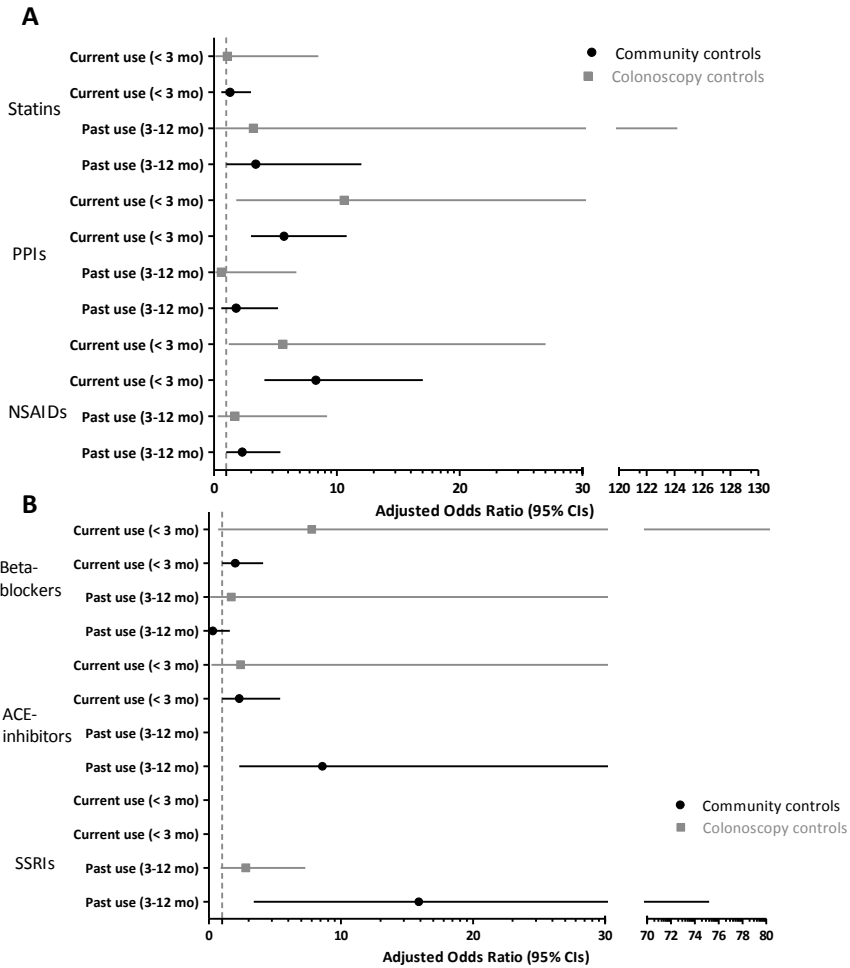 A
Current use (< 3 mo)
Community controls
Colonoscopy controls
Current use (< 3 mo)
Statins
Past use (3-12 mo)
Past use (3-12 mo)
Current use (< 3 mo)
Current use (< 3 mo)
PPIs
Past use (3-12 mo)
Past use (3-12 mo)
Current use (< 3 mo)
Current use (< 3 mo)
NSAIDs
Past use (3-12 mo)
Past use (3-12 mo)
0 10 20 30 120 122 124 126 128 130
Adjusted Odds Ratio (95% CIs)
B
Current use (< 3 mo)
Current use (< 3 mo)
Beta-
blockers
Past use (3-12 mo)
Past use (3-12 mo)
Current use (< 3 mo)
Current use (< 3 mo)
ACE-
inhibitors
Past use (3-12 mo)
Past use (3-12 mo)
Current use (< 3 mo)
Community controls
Colonoscopy controls
Current use (< 3 mo)
SSRIs
Past use (3-12 mo)
Past use (3-12 mo)
0 10 20 30 70 72 74 76 78 80
Adjusted Odds Ratio (95% CIs)